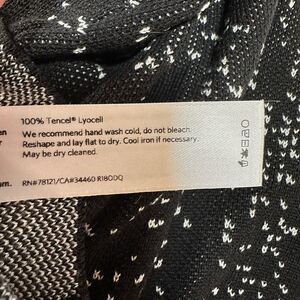 100% Tencel® Lyocell
en We recommend hand wash cold, do not bleach.
r Reshape and lay flat to dry. Cool iron if necessary.
May be dry cleaned.
m. RN#78121/CA#34460 R18ODQ